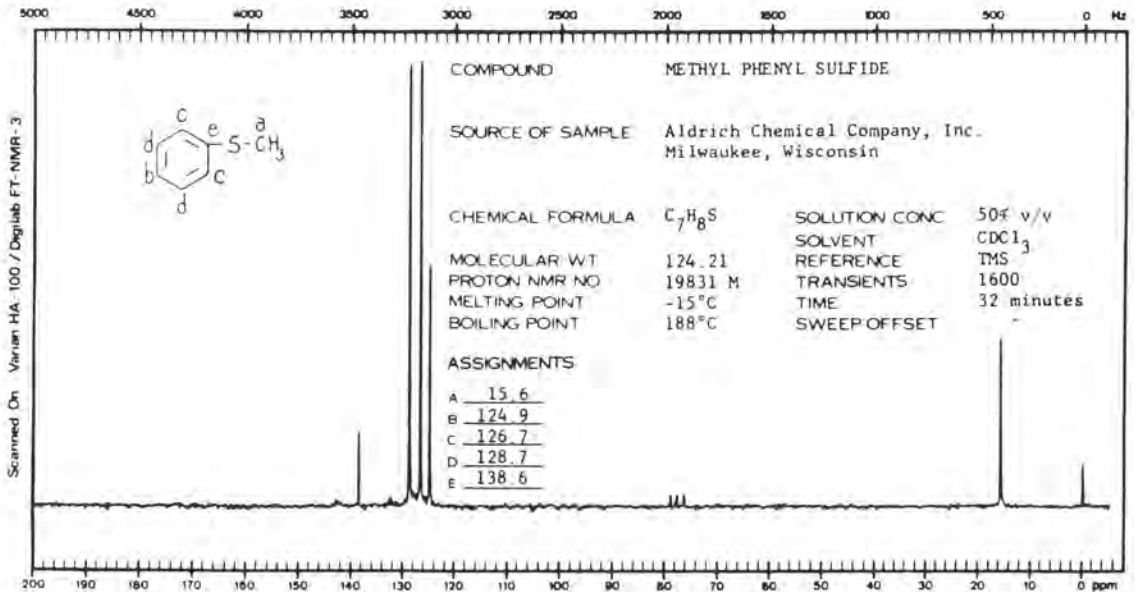 5000 4500 4000 3500 3000 2500 2000 1500 1000 500 0 Hz
Scanned On Varian HA-100 / Digilab FT-NMR-3
COMPOUND METHYL PHENYL SULFIDE
c
d e S-CH3 a
b c
d
SOURCE OF SAMPLE Aldrich Chemical Company, Inc.
Milwaukee, Wisconsin
CHEMICAL FORMULA C7H8S SOLUTION CONC 50% v/v
SOLVENT CDCl3
MOLECULAR WT 124.21 REFERENCE TMS
PROTON NMR NO 19831 M TRANSIENTS 1600
MELTING POINT -15°C TIME 32 minutes
BOILING POINT 188°C SWEEP OFFSET -
ASSIGNMENTS
A 15.6
B 124.9
C 126.7
D 128.7
E 138.6
200 190 180 170 160 150 140 130 120 110 100 90 80 70 60 50 40 30 20 10 0 ppm